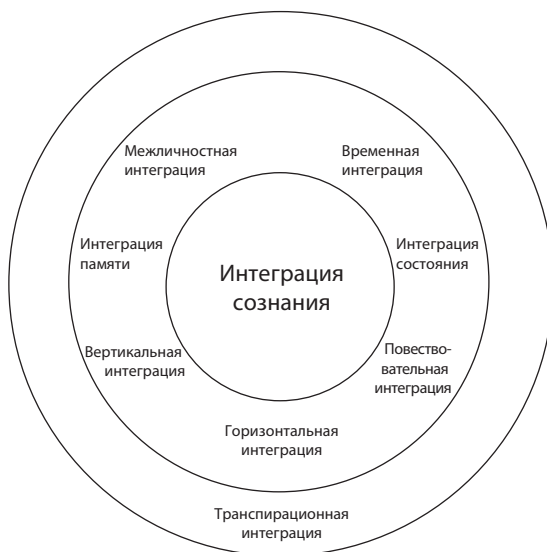 Межличностная
интеграция
Временная
интеграция
Интеграция
памяти
Интеграция
состояния
Интеграция
сознания
Вертикальная
интеграция
Повество-
вательная
интеграция
Горизонтальная
интеграция
Транспирационная
интеграция